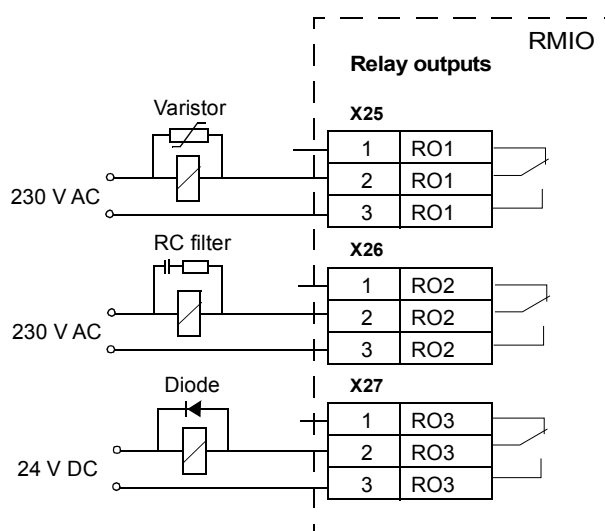 RMIO
Relay outputs
Varistor
X25
1 RO1
2 RO1
3 RO1
230 V AC
RC filter
X26
1 RO2
2 RO2
3 RO2
230 V AC
Diode
X27
1 RO3
2 RO3
3 RO3
24 V DC